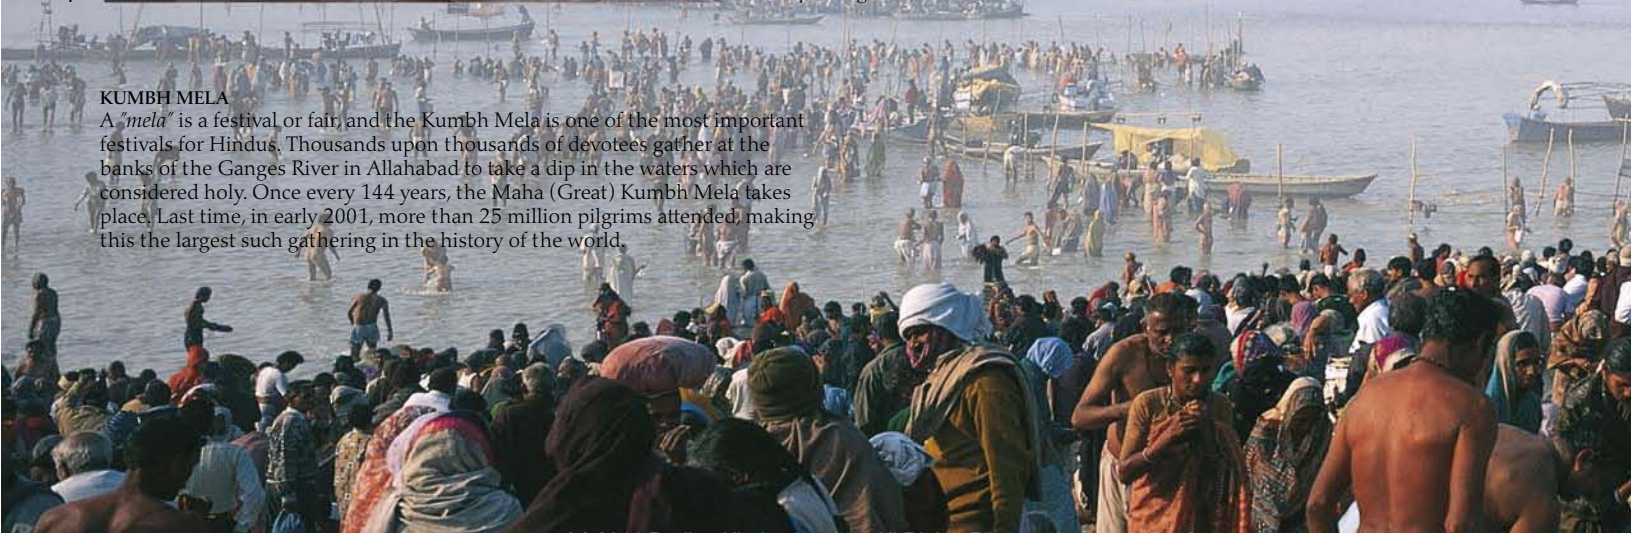 KUMBH MELA
A "mela" is a festival or fair, and the Kumbh Mela is one of the most important
festivals for Hindus. Thousands upon thousands of devotees gather at the
banks of the Ganges River in Allahabad to take a dip in the waters which are
considered holy. Once every 144 years, the Maha (Great) Kumbh Mela takes
place. Last time, in early 2001, more than 25 million pilgrims attended, making
this the largest such gathering in the history of the world.